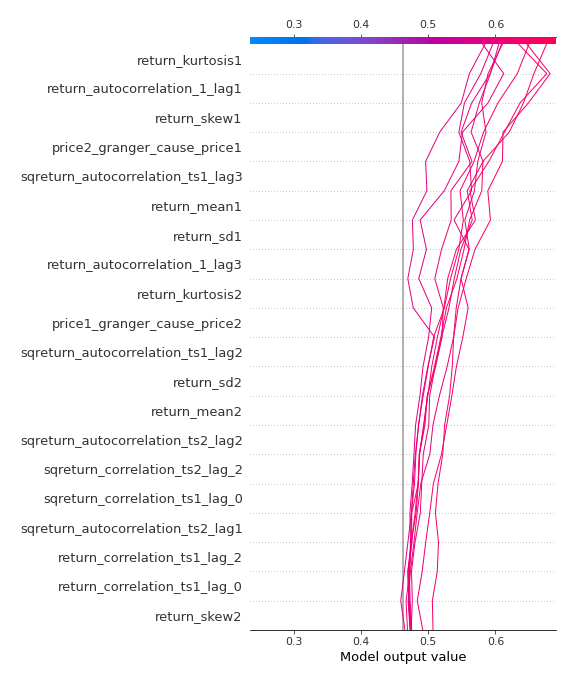 0.3 0.4 0.5 0.6
return_kurtosis1
return_autocorrelation_1_lag1
return_skew1
price2_granger_cause_price1
sqreturn_autocorrelation_ts1_lag3
return_mean1
return_sd1
return_autocorrelation_1_lag3
return_kurtosis2
price1_granger_cause_price2
sqreturn_autocorrelation_ts1_lag2
return_sd2
return_mean2
sqreturn_autocorrelation_ts2_lag2
sqreturn_correlation_ts2_lag_2
sqreturn_correlation_ts1_lag_0
sqreturn_autocorrelation_ts2_lag1
return_correlation_ts1_lag_2
return_correlation_ts1_lag_0
return_skew2
0.3 0.4 0.5 0.6
Model output value